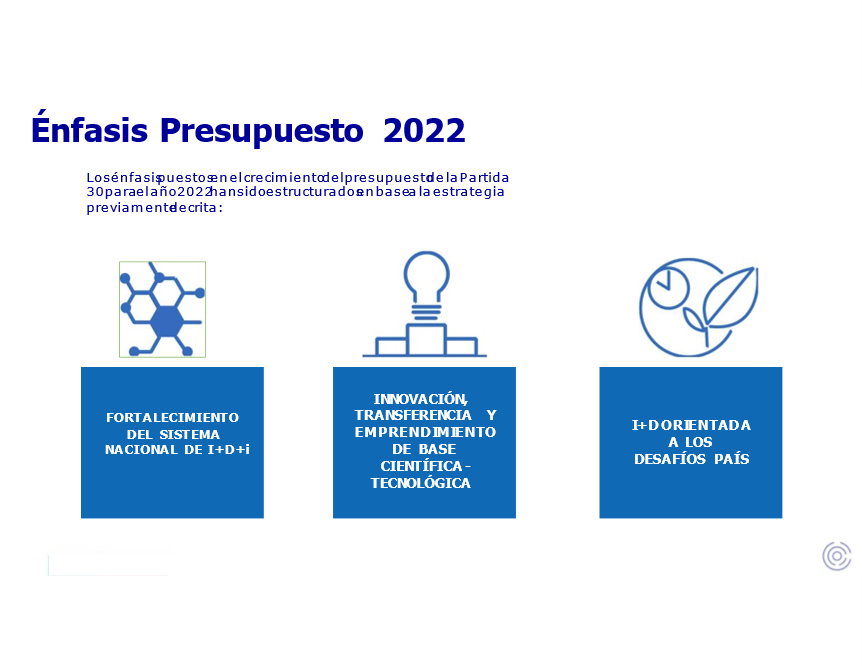 Énfasis Presupuesto 2022
Los énfasis puestos en el crecimiento del presupuesto de la Partida
30 para el año 2022 han sido estructurados en base a la estrategia
previamente decrita:
FORTALECIMIENTO
DEL SISTEMA
NACIONAL DE I+D+i
INNOVACIÓN,
TRANSFERENCIA Y
EMPRENDIMIENTO
DE BASE
CIENTÍFICA-
TECNOLÓGICA
I+D ORIENTADA
A LOS
DESAFÍOS PAÍS